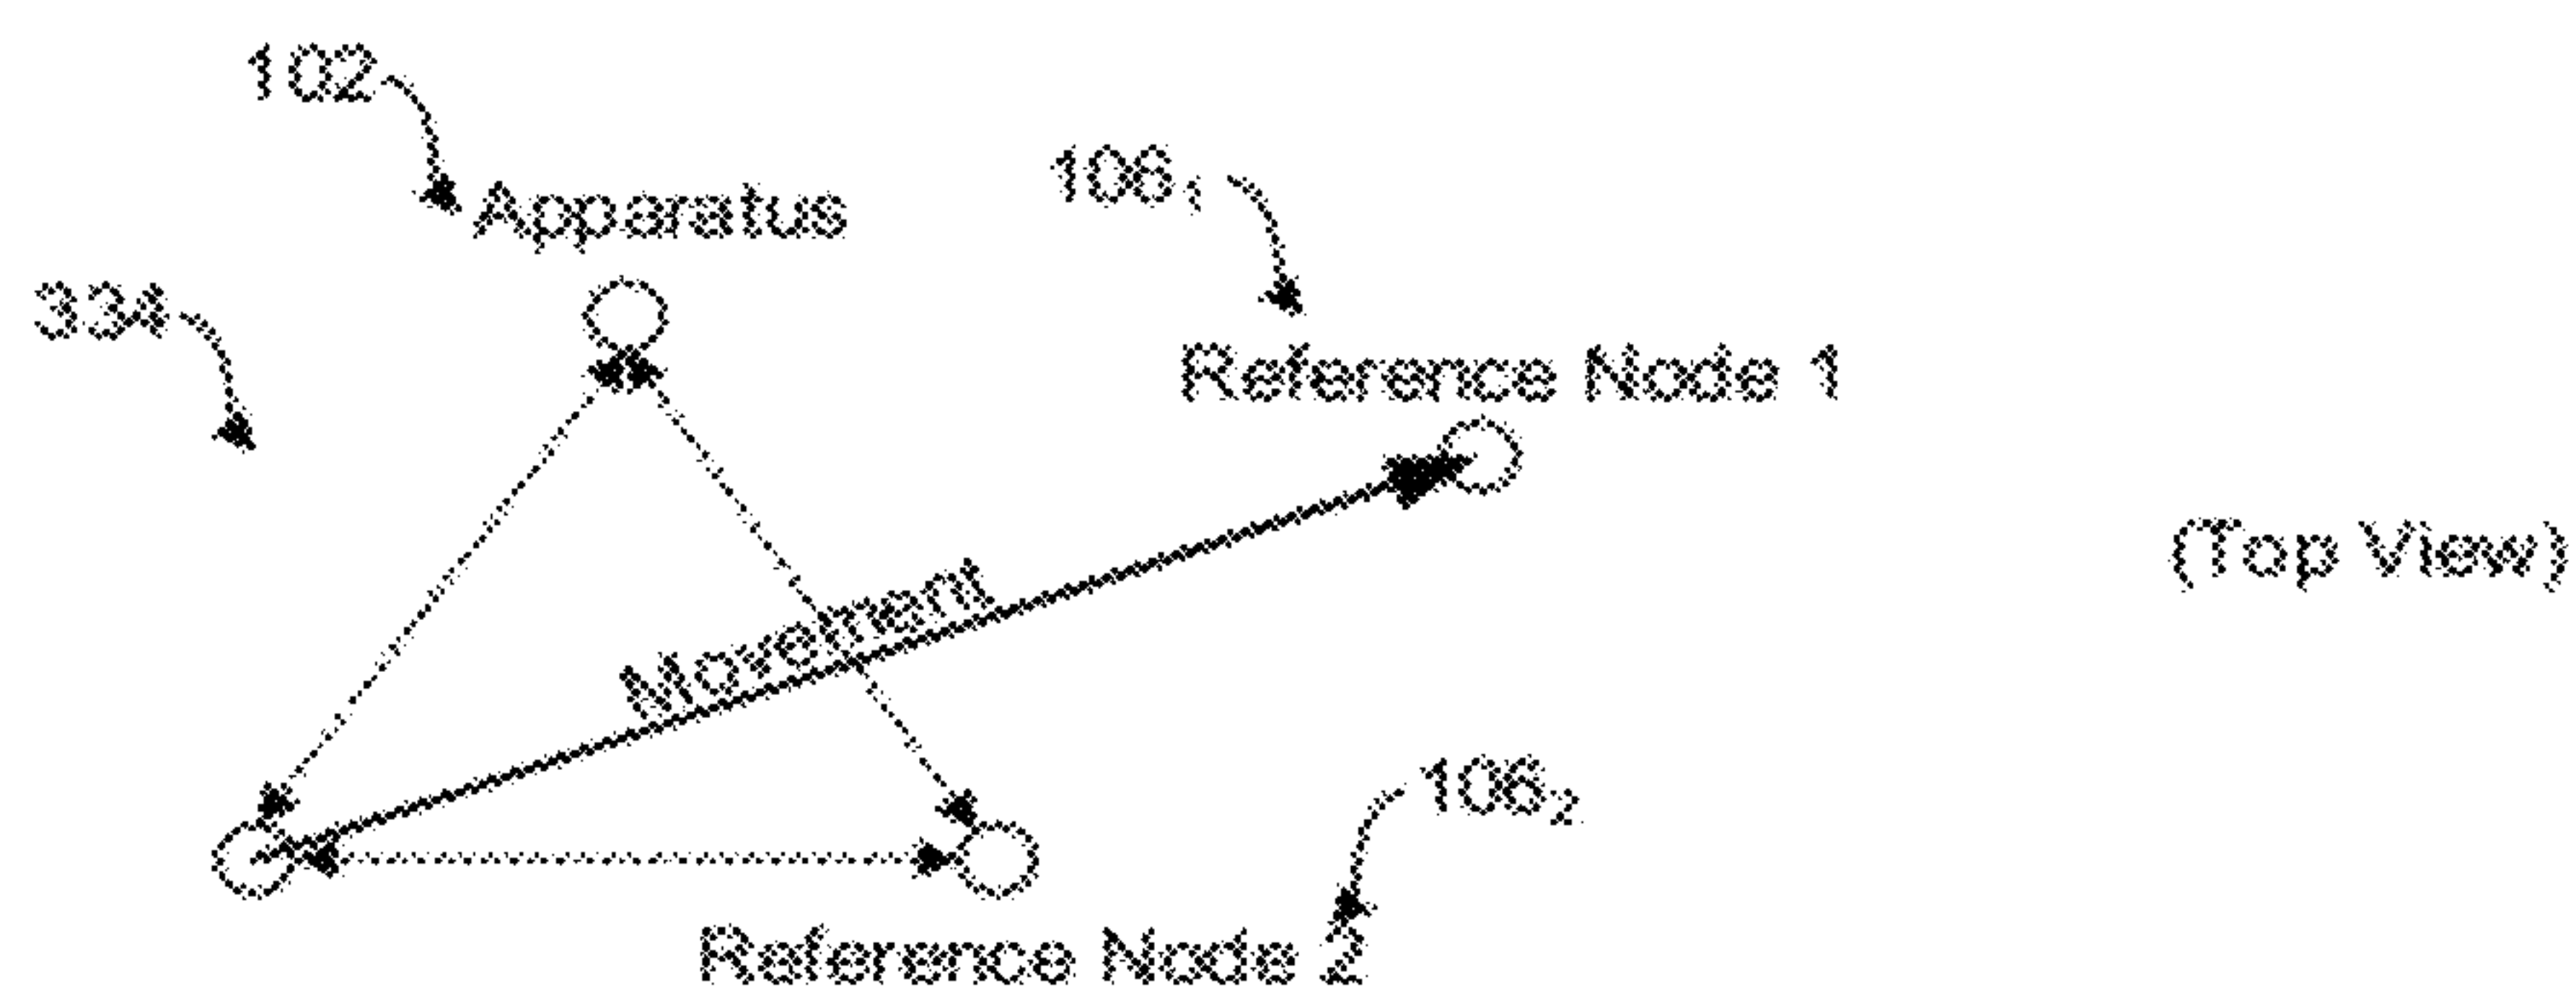 102
Apparatus
106₁
334
Reference Node 1
(Top View)
Movement
106₂
Reference Node 2